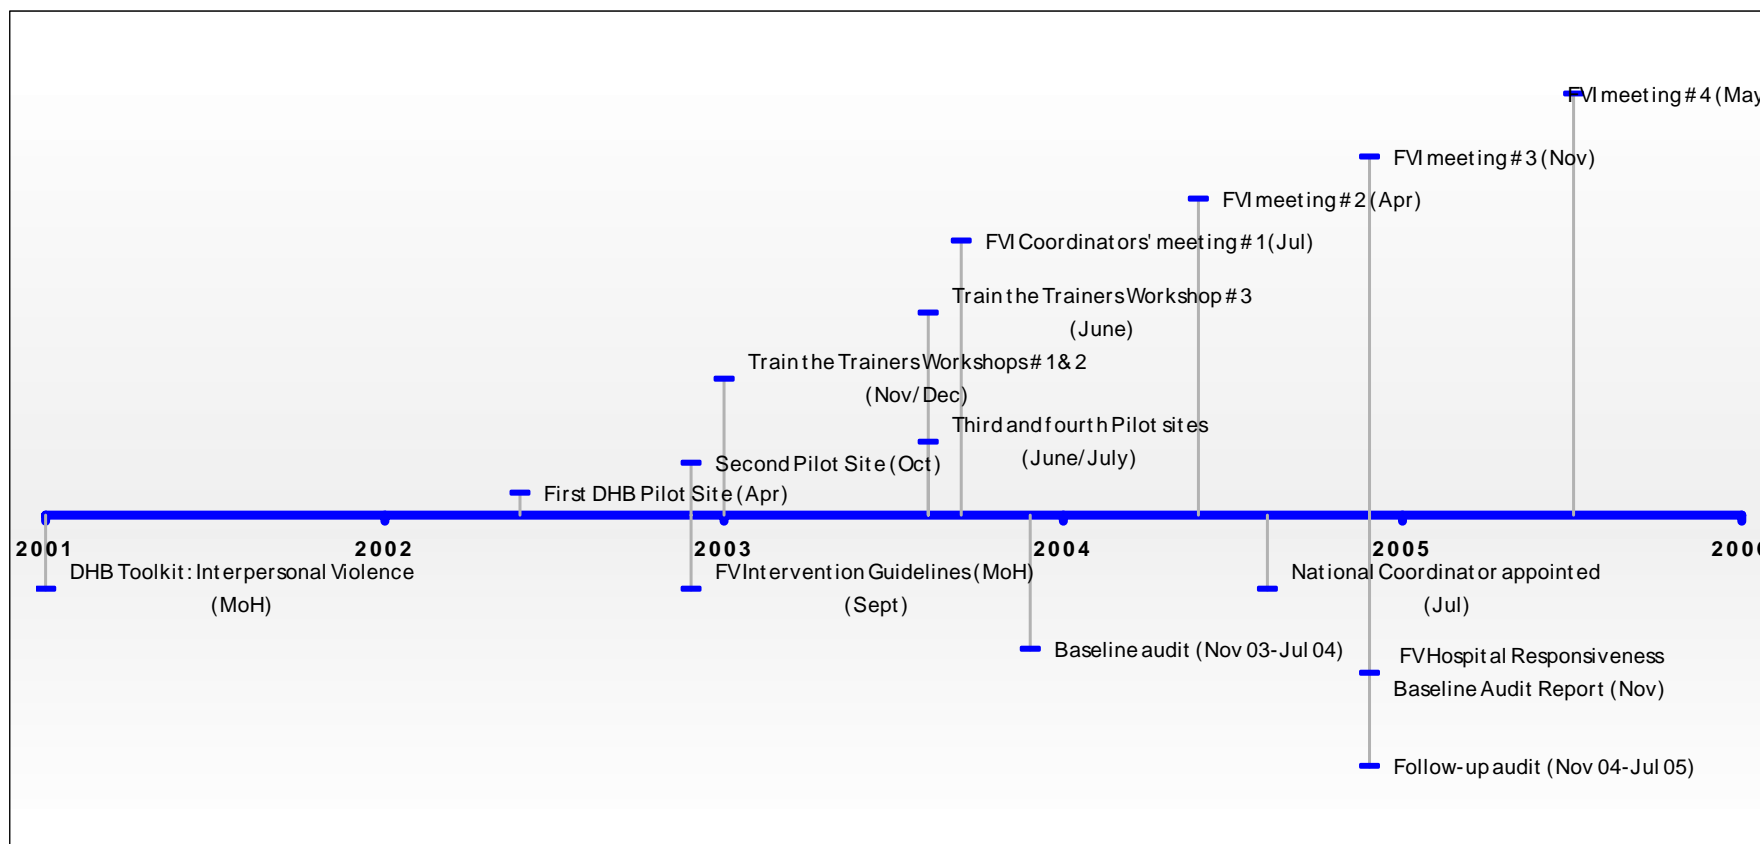 FVI meeting # 4 (May
FVI meeting # 3 (Nov)
FVI meeting # 2 (Apr)
FVI Coordinators' meeting # 1 (Jul)
Train the Trainers Workshop # 3
(June)
Train the Trainers Workshops # 1 & 2
(Nov/Dec)
Third and fourth Pilot sites
(June/July)
Second Pilot Site (Oct)
First DHB Pilot Site (Apr)
2001 2002 2003 2004 2005 200
DHB Toolkit: Interpersonal Violence
(MoH)
FV Intervention Guidelines (MoH)
(Sept)
National Coordinator appointed
(Jul)
Baseline audit (Nov 03-Jul 04)
FV Hospital Responsiveness
Baseline Audit Report (Nov)
Follow-up audit (Nov 04-Jul 05)